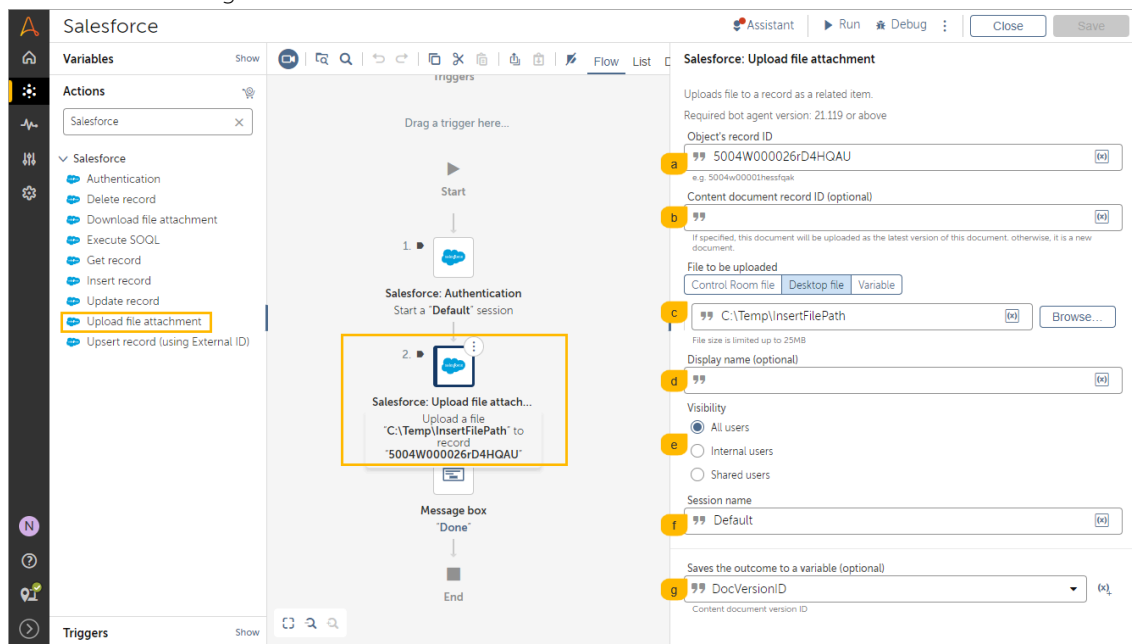 Salesforce
Assistant
Run
Debug
Close
Save
Variables
Show
Actions
Salesforce
Salesforce
Authentication
Delete record
Download file attachment
Execute SOQL
Get record
Insert record
Update record
Upload file attachment
Upsert record (using External ID)
Triggers
Show
Flow
List
Triggers
Drag a trigger here...
Start
1.
Salesforce: Authentication
Start a "Default" session
2.
Salesforce: Upload file attach...
Upload a file
"C:\Temp\InsertFilePath" to
record
"5004W000026rD4HQAU"
Message box
"Done"
End
Salesforce: Upload file attachment
Uploads file to a record as a related item.
Required bot agent version: 21.119 or above
Object's record ID
a
5004W000026rD4HQAU
(x)
e.g. 5004w00001hessfqak
Content document record ID (optional)
b
(x)
If specified, this document will be uploaded as the latest version of this document, otherwise, it is a new
document.
File to be uploaded
Control Room file
Desktop file
Variable
c
C:\Temp\InsertFilePath
(x)
Browse...
File size is limited up to 25MB
Display name (optional)
d
(x)
Visibility
All users
e
Internal users
Shared users
Session name
f
Default
(x)
Saves the outcome to a variable (optional)
g
DocVersionID
(x)+
Content document version ID
N